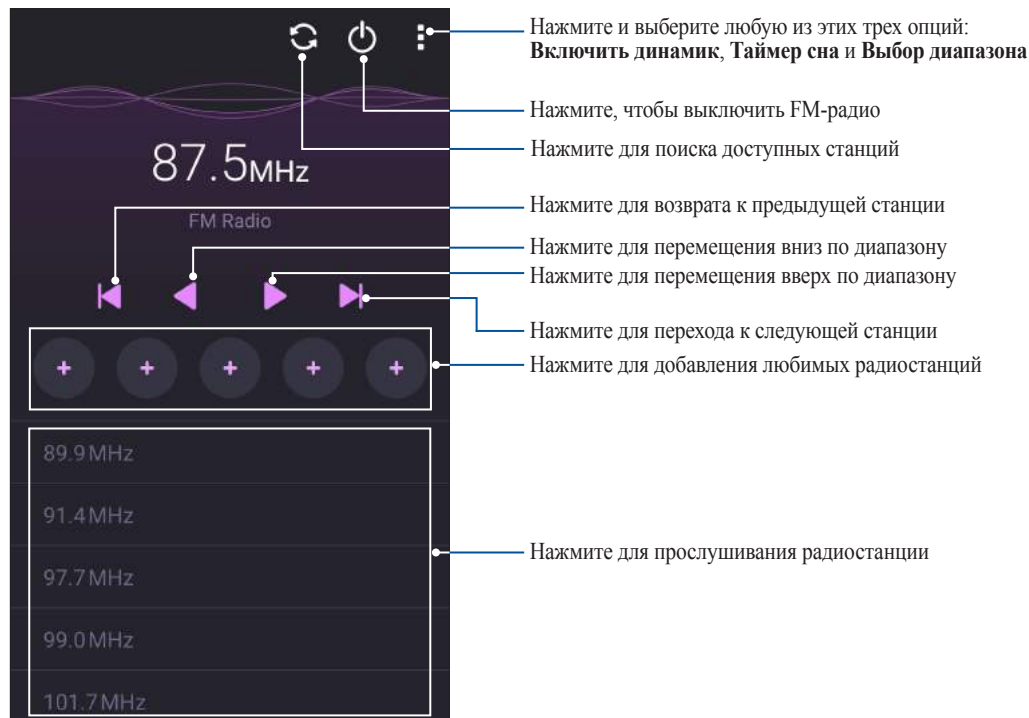 Нажмите и выберите любую из этих трех опций:
Включить динамик, Таймер сна и Выбор диапазона
Нажмите, чтобы выключить FM-радио
Нажмите для поиска доступных станций
87.5MHz
FM Radio
Нажмите для возврата к предыдущей станции
Нажмите для перемещения вниз по диапазону
Нажмите для перемещения вверх по диапазону
Нажмите для перехода к следующей станции
Нажмите для добавления любимых радиостанций
+ + + + +
89.9MHz
91.4MHz
97.7MHz
99.0MHz
101.7MHz
Нажмите для прослушивания радиостанции